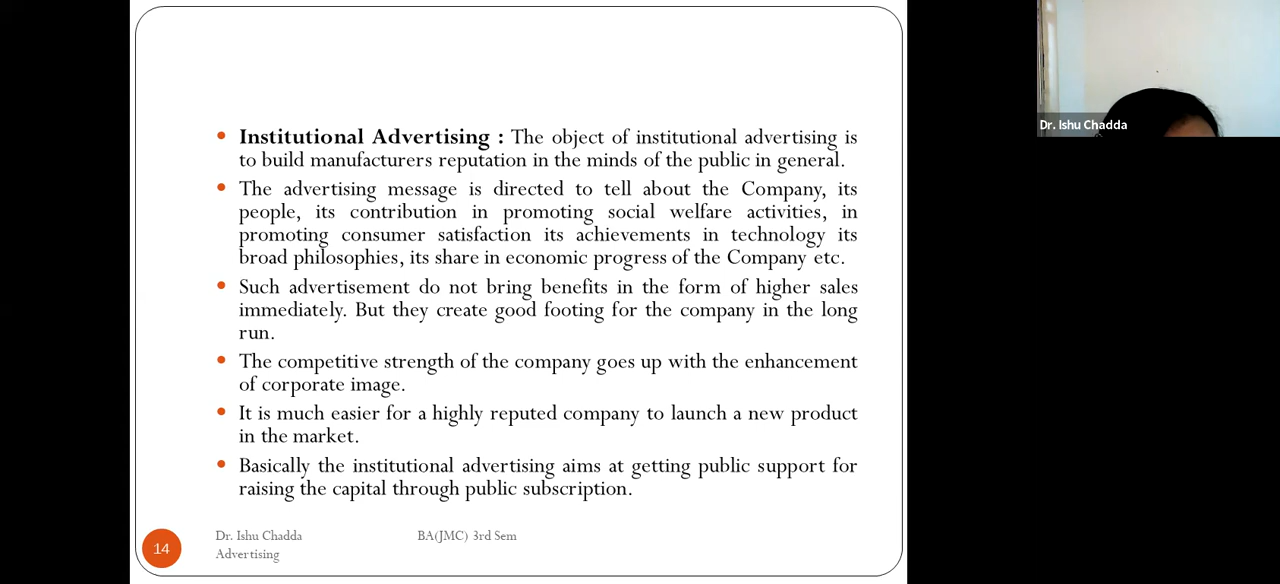 Institutional Advertising : The object of institutional advertising is
to build manufacturers reputation in the minds of the public in general.
The advertising message is directed to tell about the Company, its
people, its contribution in promoting social welfare activities, in
promoting consumer satisfaction its achievements in technology its
broad philosophies, its share in economic progress of the Company etc.
Such advertisement do not bring benefits in the form of higher sales
immediately. But they create good footing for the company in the long
run.
The competitive strength of the company goes up with the enhancement
of corporate image.
It is much easier for a highly reputed company to launch a new product
in the market.
Basically the institutional advertising aims at getting public support for
raising the capital through public subscription.
14
Dr. Ishu Chadda BA(JMC) 3rd Sem
Advertising
Dr. Ishu Chadda